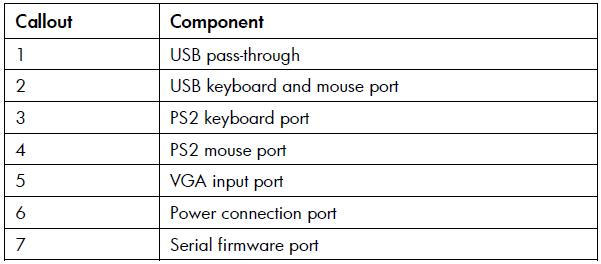 Callout Component
1 USB pass-through
2 USB keyboard and mouse port
3 PS2 keyboard port
4 PS2 mouse port
5 VGA input port
6 Power connection port
7 Serial firmware port